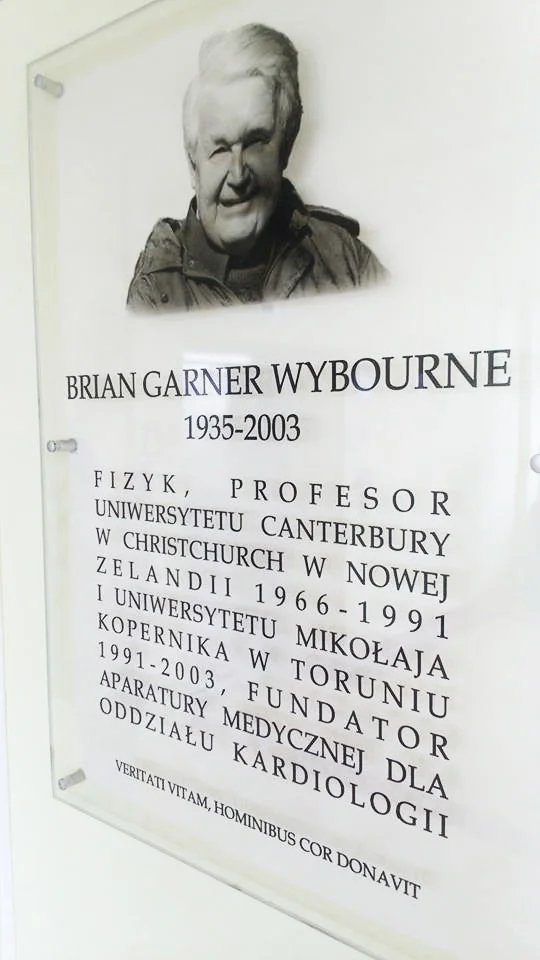 BRIAN GARNER WYBOURNE
1935-2003
FIZYK, PROFESOR
UNIWERSYTETU CANTERBURY
W CHRISTCHURCH W NOWEJ
ZELANDII 1966-1991
I UNIWERSYTETU MIKOŁAJA
KOPERNIKA W TORUNIU
1991-2003, FUNDATOR
APARATURY MEDYCZNEJ DLA
ODDZIAŁU KARDIOLOGII
VERITATI VITAM, HOMINIBUS COR DONAVIT